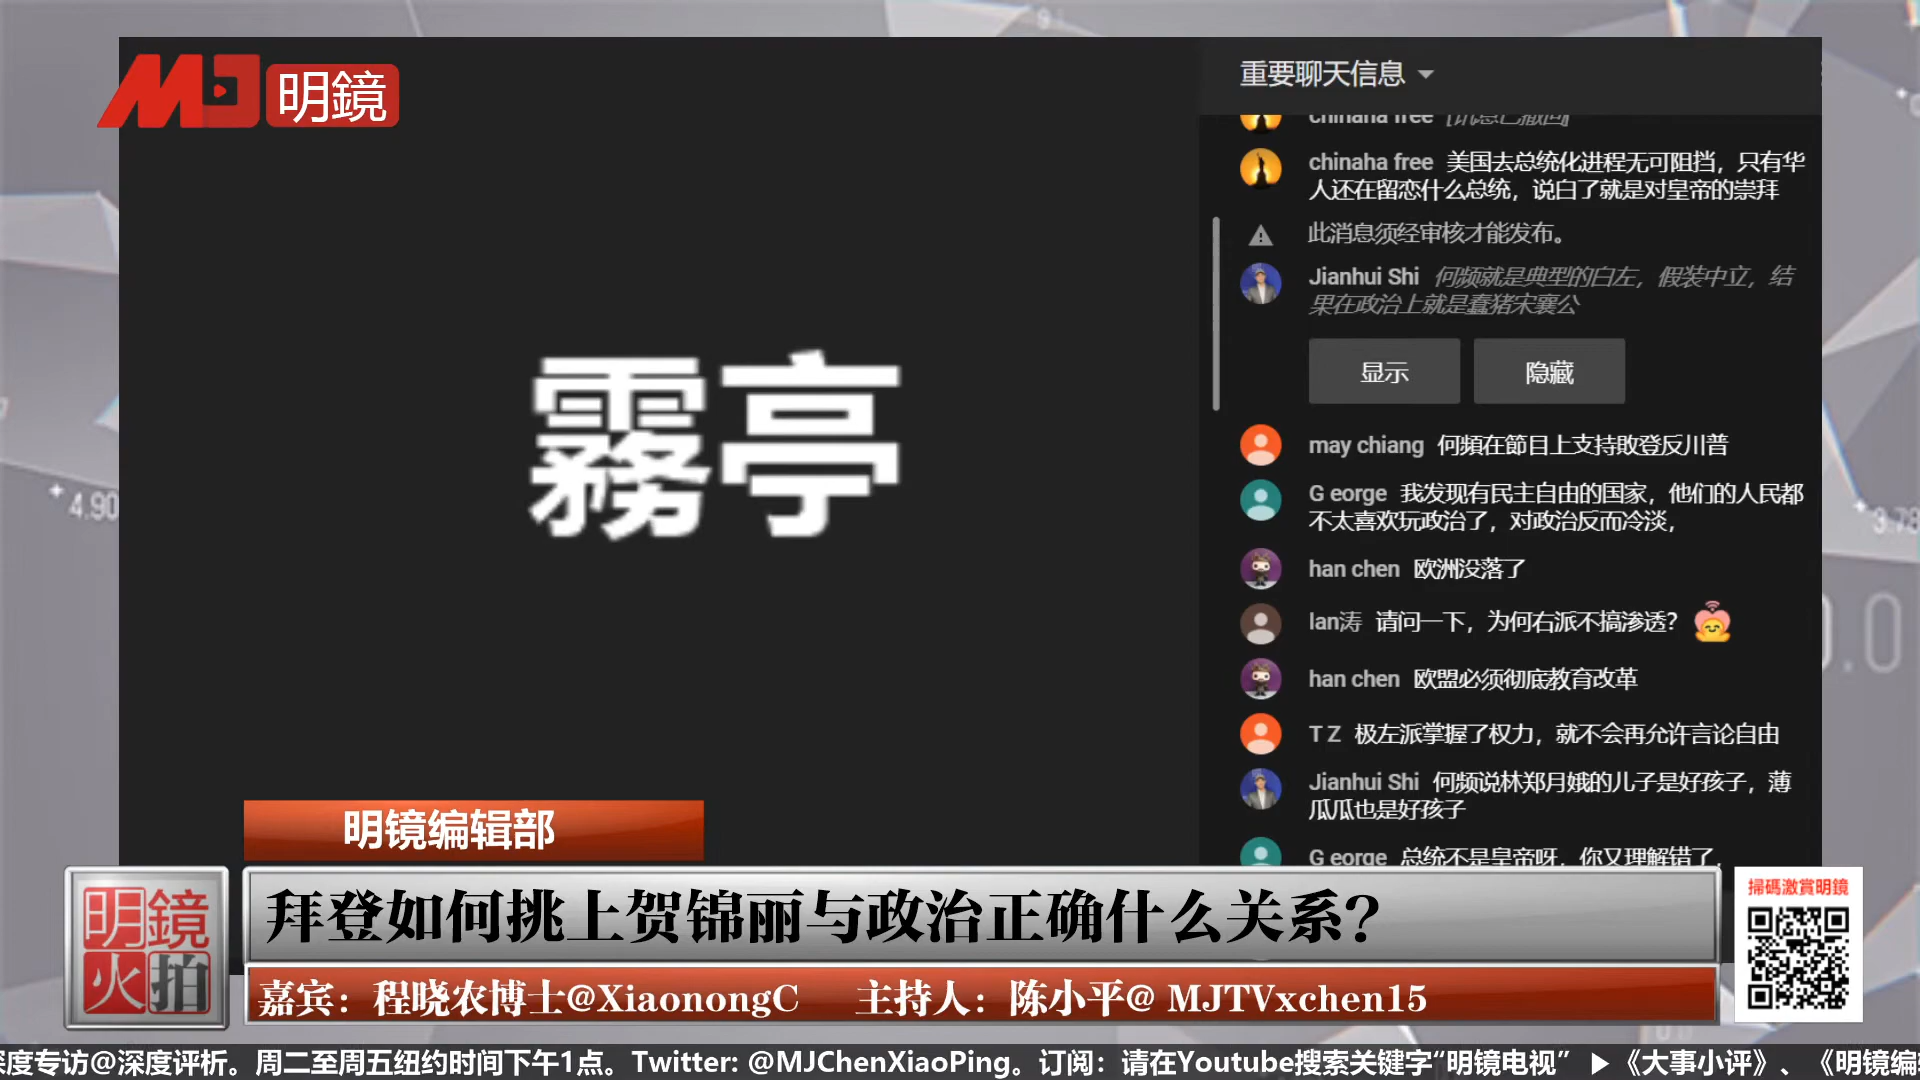 明鏡
重要聊天信息
chinaha free [讯息已撤回]
chinaha free 美国去总统化进程无可阻挡，只有华
人还在留恋什么总统，说白了就是对皇帝的崇拜
此消息须经审核才能发布。
Jianhui Shi 何频就是典型的白左，假装中立，结
果在政治上就是蠢猪宋襄公
显示 隐藏
may chiang 何頻在節目上支持敗登反川普
G eorge 我发现有民主自由的国家，他们的人民都
不太喜欢玩政治了，对政治反而冷淡，
han chen 欧洲没落了
lan涛 请问一下，为何右派不搞渗透？
han chen 欧盟必须彻底教育改革
T Z 极左派掌握了权力，就不会再允许言论自由
Jianhui Shi 何频说林郑月娥的儿子是好孩子，薄
瓜瓜也是好孩子
G eorge 总统不是皇帝呀，你又理解错了，
霧亭
明镜编辑部
明鏡
火拍
拜登如何挑上贺锦丽与政治正确什么关系？
嘉宾：程晓农博士@XiaonongC 主持人：陈小平@ MJTVxchen15
掃碼激賞明鏡
深度专访@深度评析。周二至周五纽约时间下午1点。Twitter: @MJChenXiaoPing。订阅：请在Youtube搜索关键字“明镜电视” ▶《大事小评》、《明镜编
4.90